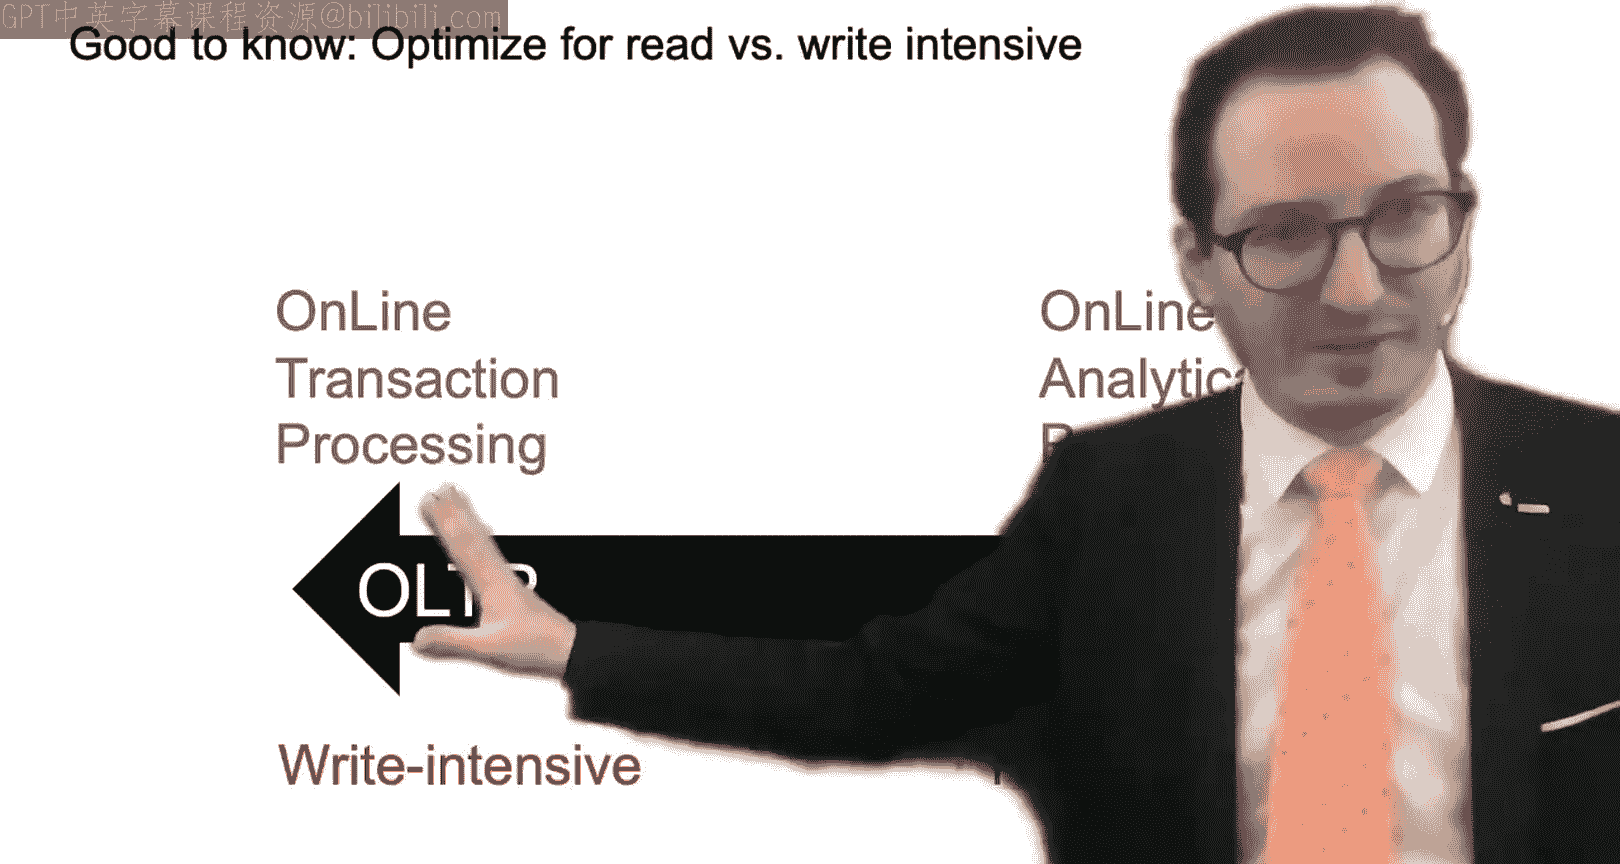 GPT中英字幕课程资源@bilibili.com
Good to know: Optimize for read vs. write intensive
OnLine
Transaction
Processing
OnLine
Write-intensive